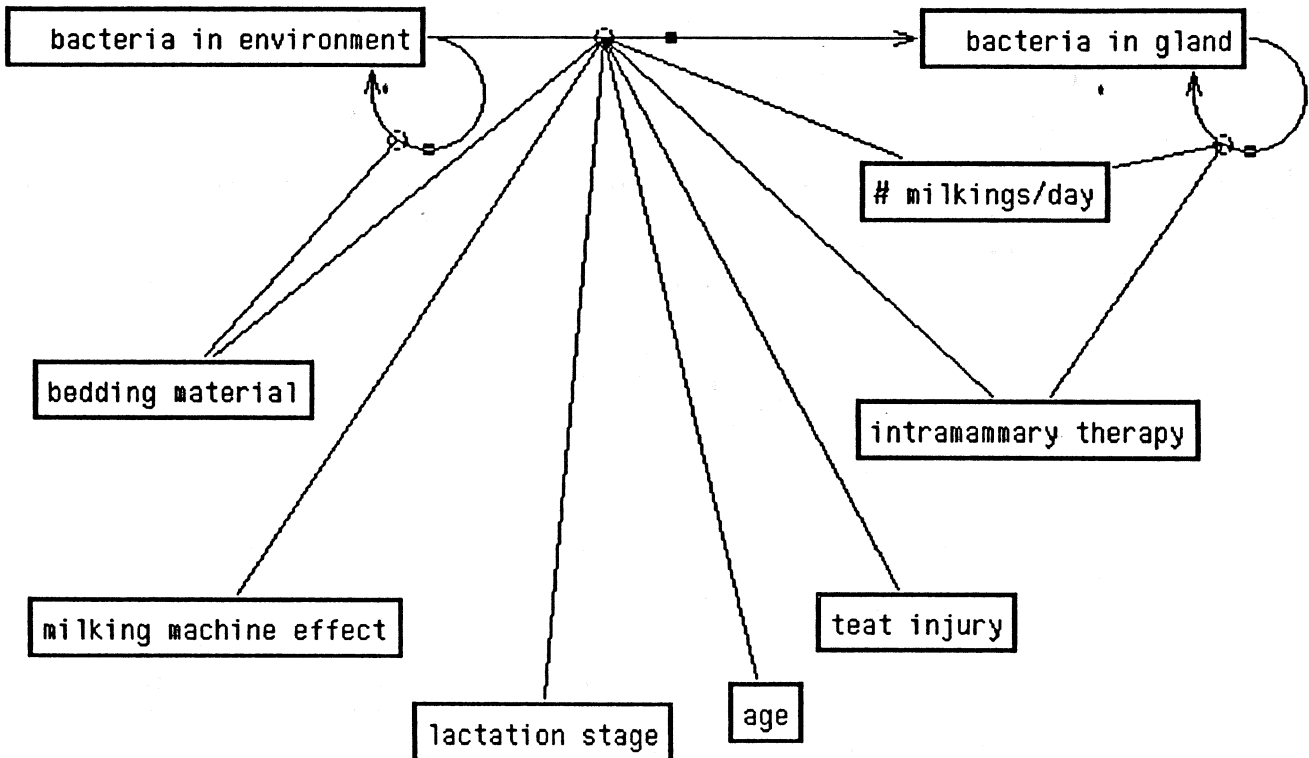 bacteria in environment
bacteria in gland
# milkings/day
bedding material
intramammary therapy
milking machine effect
teat injury
lactation stage
age